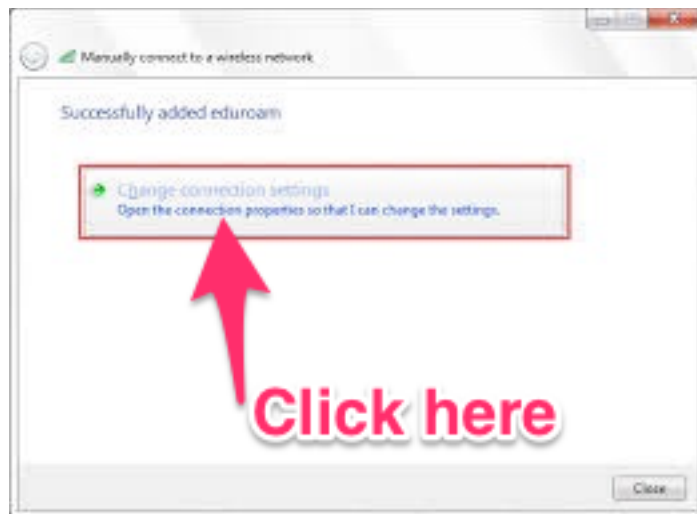 Manually connect to a wireless network
Successfully added eduroam
Change connection settings
Open the connection properties so that I can change the settings.
Click here
Close